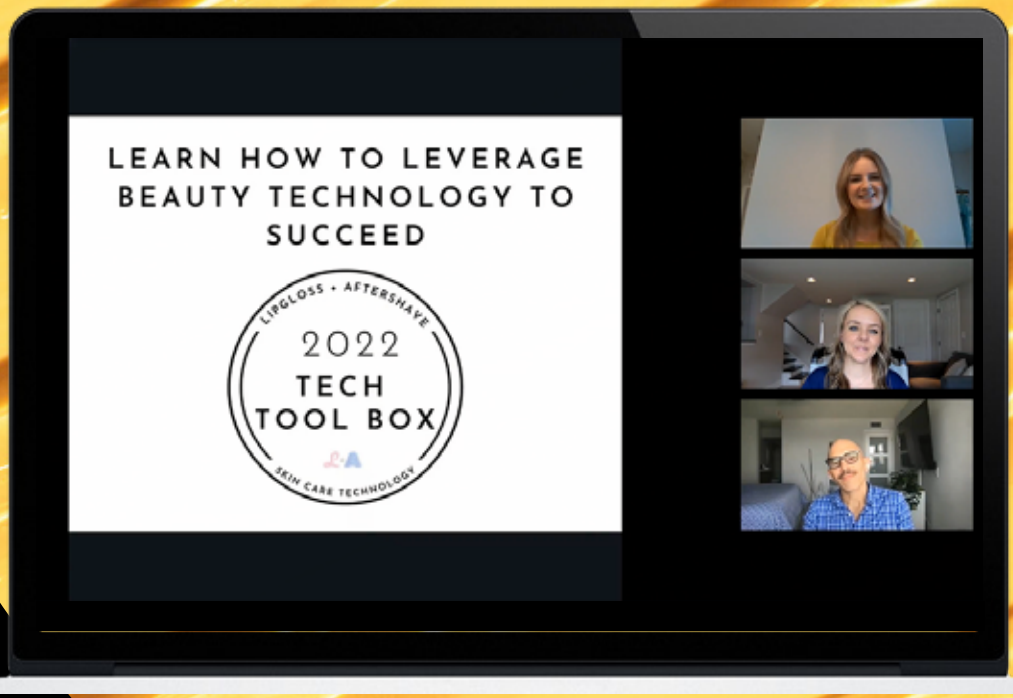 LEARN HOW TO LEVERAGE
BEAUTY TECHNOLOGY TO
SUCCEED
LIPGLOSS + AFTERSHAVE
2022
TECH
TOOL BOX
L+A
SKIN CARE TECHNOLOGY